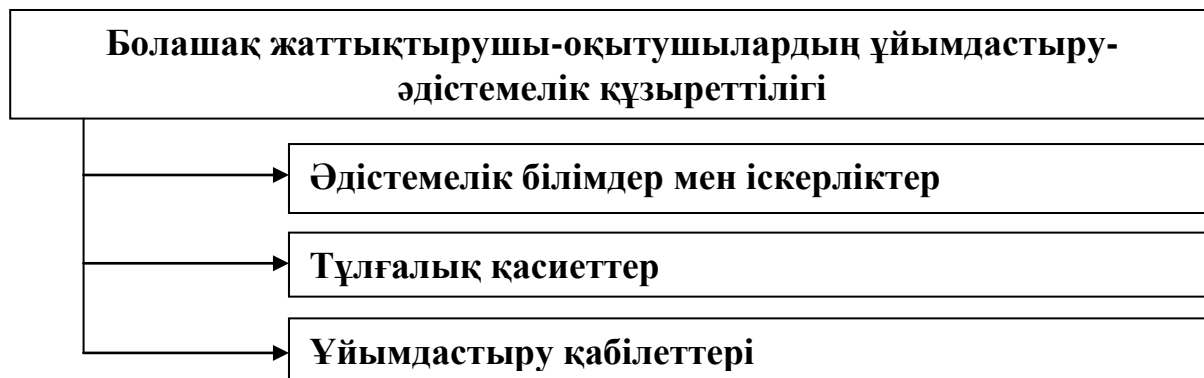 Болашақ жаттықтырушы-оқытушылардың ұйымдастыру-
әдістемелік құзыреттілігі
Әдістемелік білімдер мен іскерліктер
Тұлғалық қасиеттер
Ұйымдастыру қабілеттері